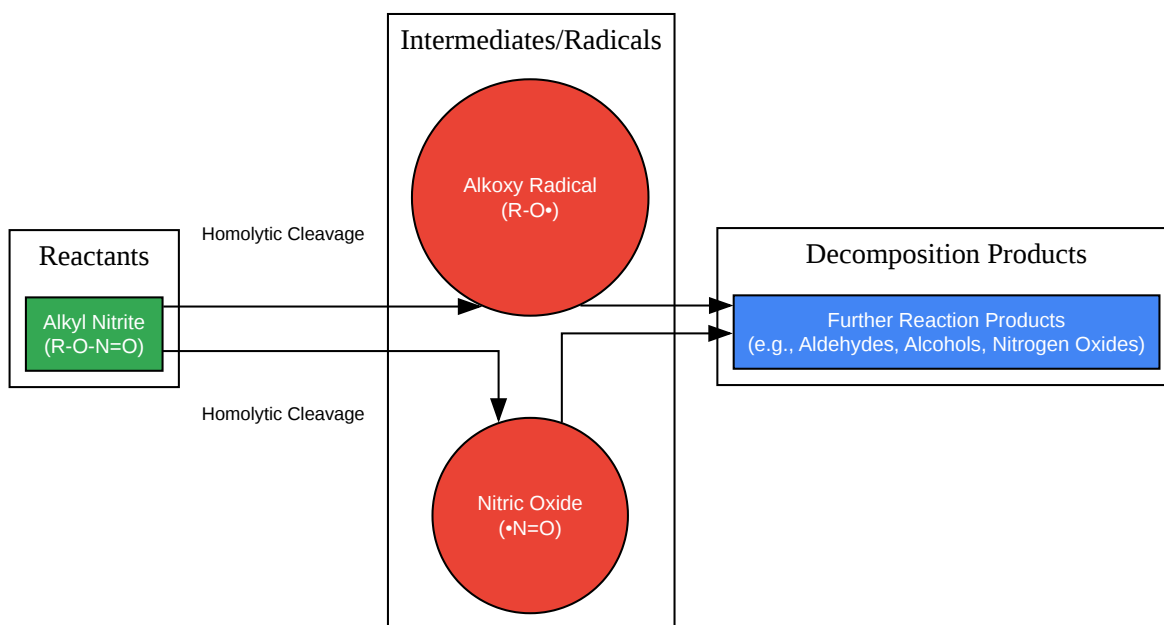 Intermediates/Radicals
Alkoxy Radical
(R-O•)
Homolytic Cleavage
Reactants
Alkyl Nitrite
(R-O-N=O)
Homolytic Cleavage
Nitric Oxide
(•N=O)
Decomposition Products
Further Reaction Products
(e.g., Aldehydes, Alcohols, Nitrogen Oxides)